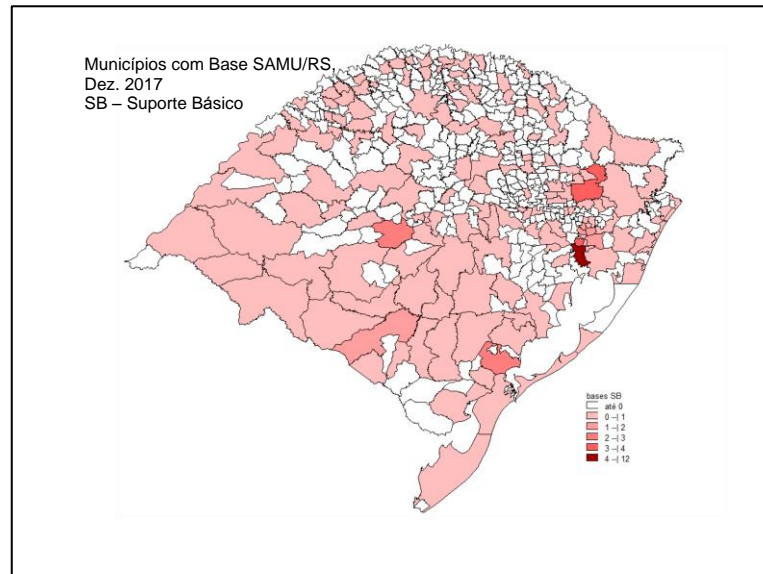 Municípios com Base SAMU/RS,
Dez. 2017
SB – Suporte Básico
bases SB
até 0
0 --| 1
1 --| 2
2 --| 3
3 --| 4
4 --| 12